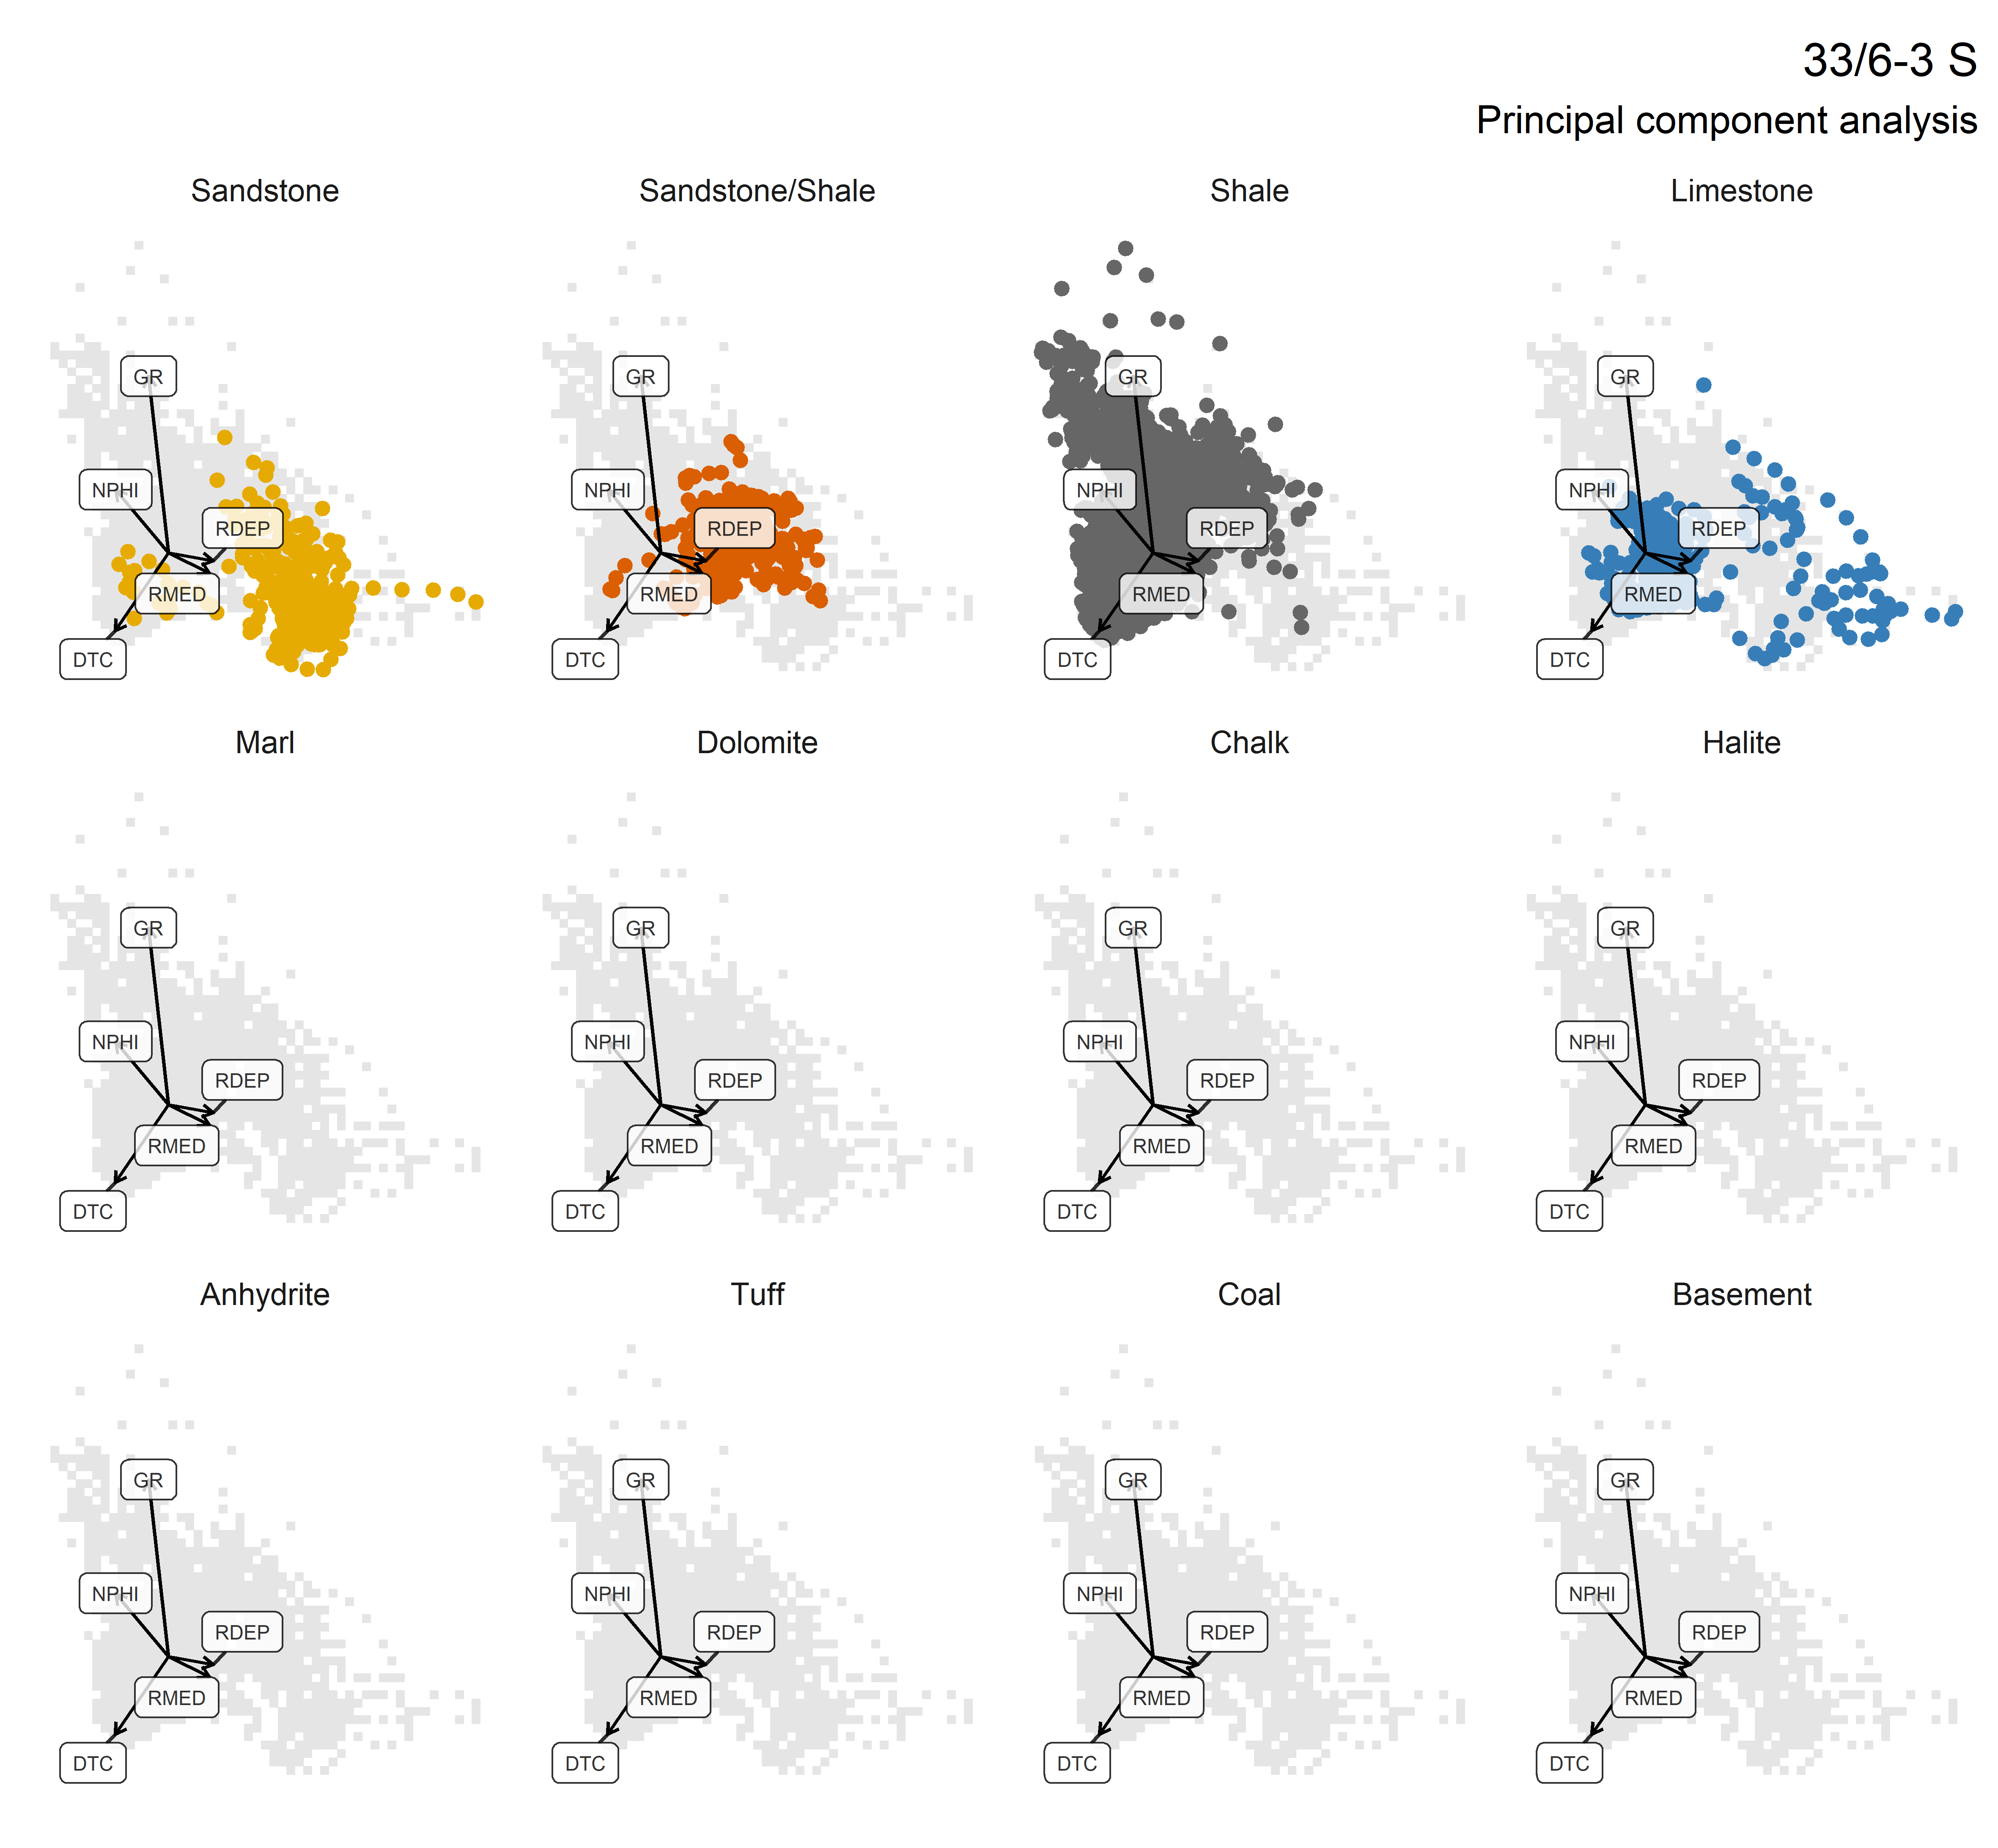 33/6-3 S
Principal component analysis
Sandstone Sandstone/Shale Shale Limestone
GR GR GR GR
NPHI NPHI NPHI NPHI
RDEP RDEP RDEP RDEP
RMED RMED RMED RMED
DTC DTC DTC DTC
Marl Dolomite Chalk Halite
GR GR GR GR
NPHI NPHI NPHI NPHI
RDEP RDEP RDEP RDEP
RMED RMED RMED RMED
DTC DTC DTC DTC
Anhydrite Tuff Coal Basement
GR GR GR GR
NPHI NPHI NPHI NPHI
RDEP RDEP RDEP RDEP
RMED RMED RMED RMED
DTC DTC DTC DTC